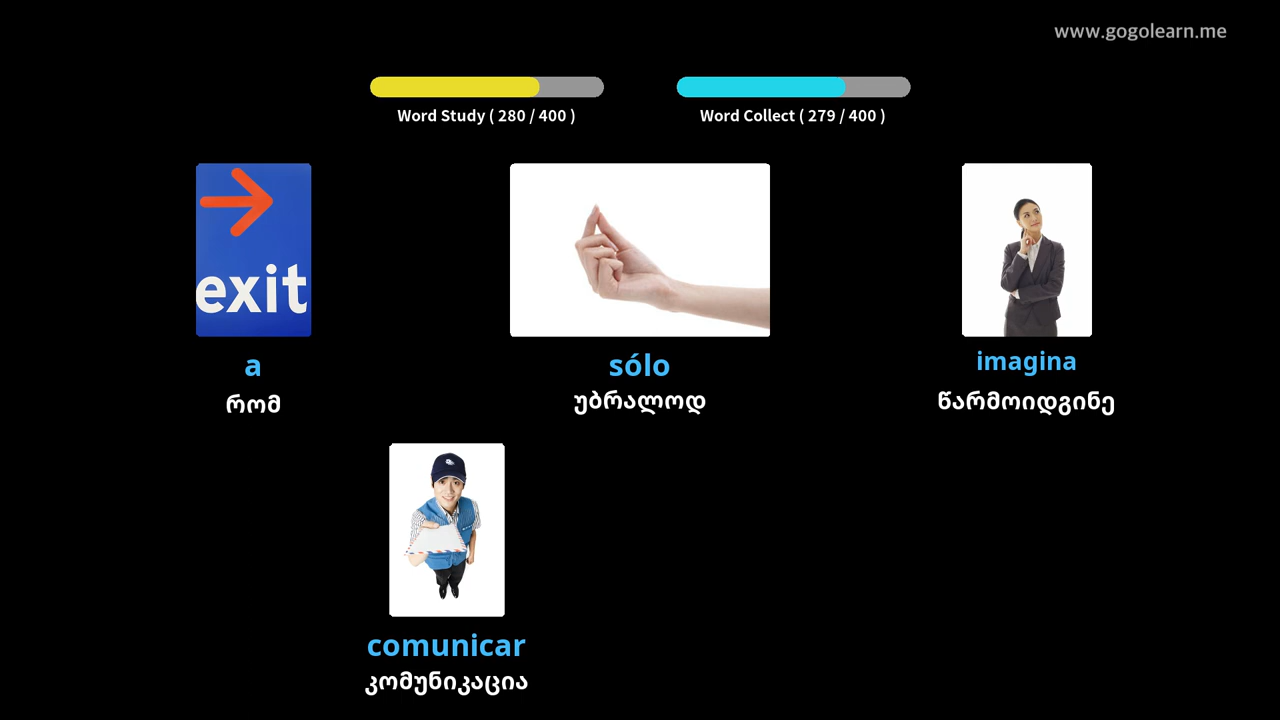 www.gogolearn.me
Word Study ( 280 / 400 )
Word Collect ( 279 / 400 )
exit
a
რომ
sólo
უბრალოდ
imagina
წარმოიდგინე
comunicar
კომუნიკაცია